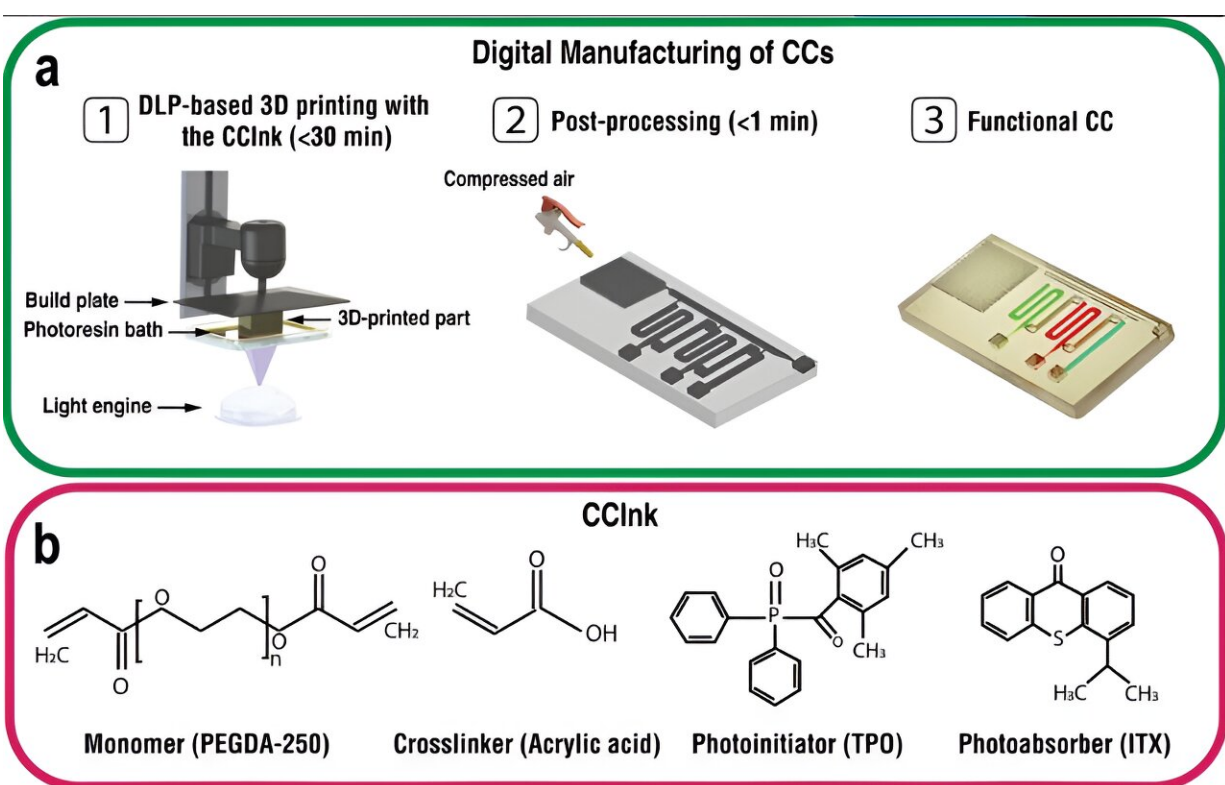 a
Digital Manufacturing of CCs
1
DLP-based 3D printing with
the CCInk (<30 min)
2
Post-processing (<1 min)
3
Functional CC
Compressed air
Build plate
Photoresin bath
3D-printed part
Light engine
b
CCInk
H₂C
O
O
n
O
O
CH₂
Monomer (PEGDA-250)
H₂C
O
OH
Crosslinker (Acrylic acid)
O
P
O
H₃C
CH₃
CH₃
Photoinitiator (TPO)
O
S
H₃C
CH₃
Photoabsorber (ITX)